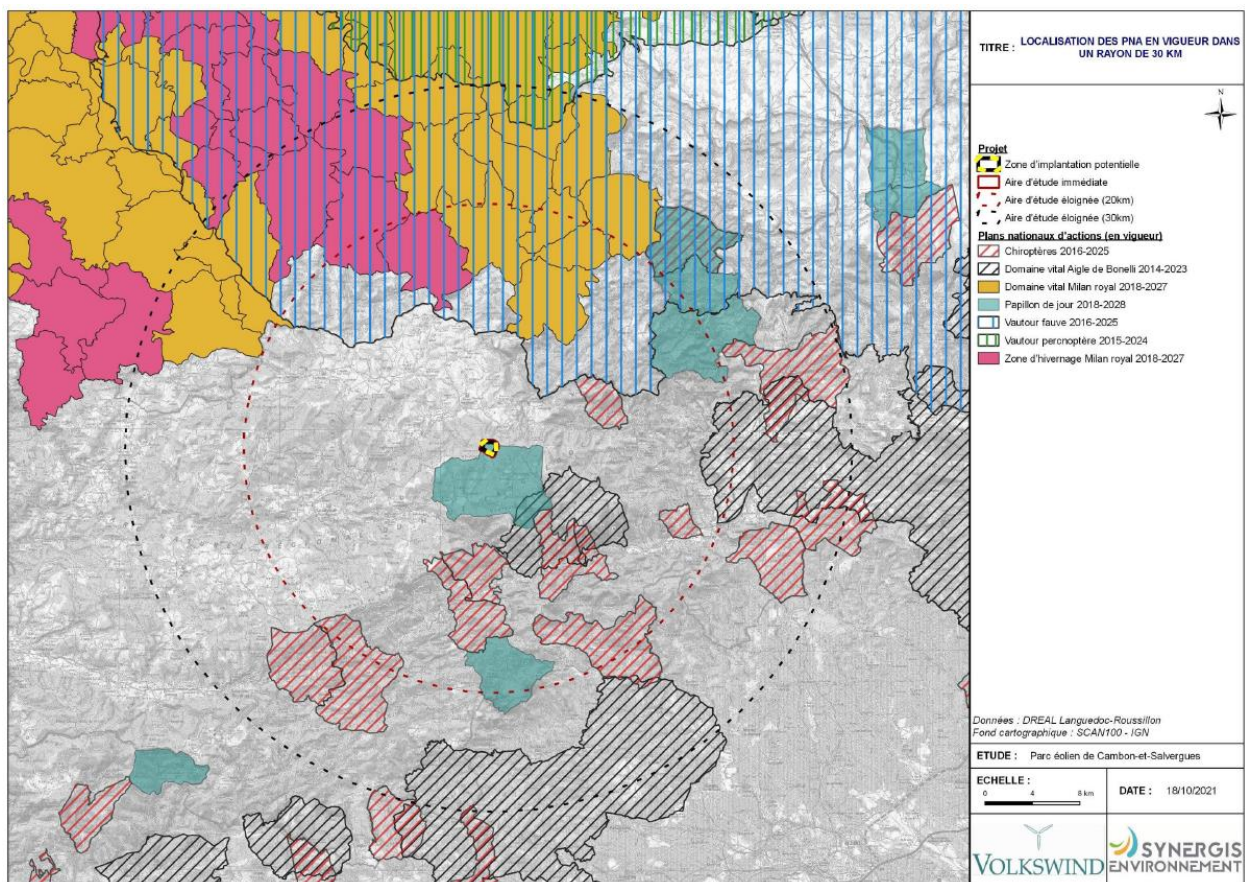 TITRE : LOCALISATION DES PNA EN VIGUEUR DANS
UN RAYON DE 30 KM
N
Projet
Zone d'implantation potentielle
Aire d'étude immédiate
Aire d'étude éloignée (20km)
Aire d'étude éloignée (30km)
Plans nationaux d'actions (en vigueur)
Chiroptères 2016-2025
Domaine vital Aigle de Bonelli 2014-2023
Domaine vital Milan royal 2018-2027
Papillon de jour 2018-2028
Vautour fauve 2016-2025
Vautour percnoptère 2015-2024
Zone d'hivernage Milan royal 2018-2027
Données : DREAL Languedoc-Roussillon
Fond cartographique : SCAN100 - IGN
ETUDE : Parc éolien de Cambon-et-Salvergues
ECHELLE :
0 4 8 km
DATE : 18/10/2021
VOLKSWIND
SYNERGIS
ENVIRONNEMENT